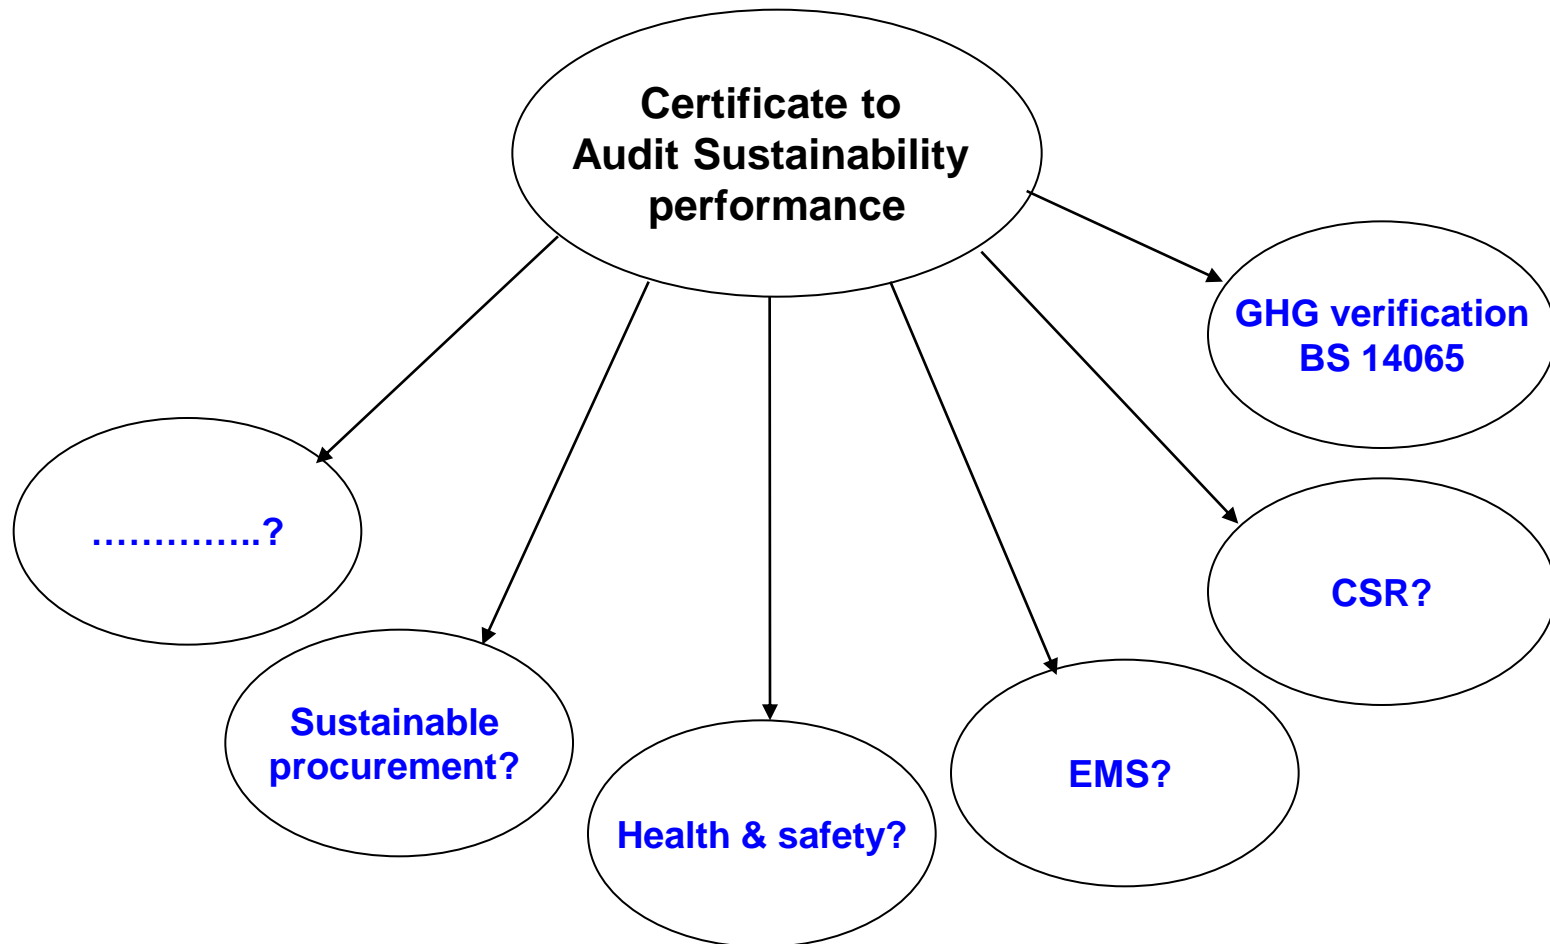 Certificate to
Audit Sustainability
performance
GHG verification
BS 14065
CSR?
EMS?
Health & safety?
Sustainable
procurement?
…………..?